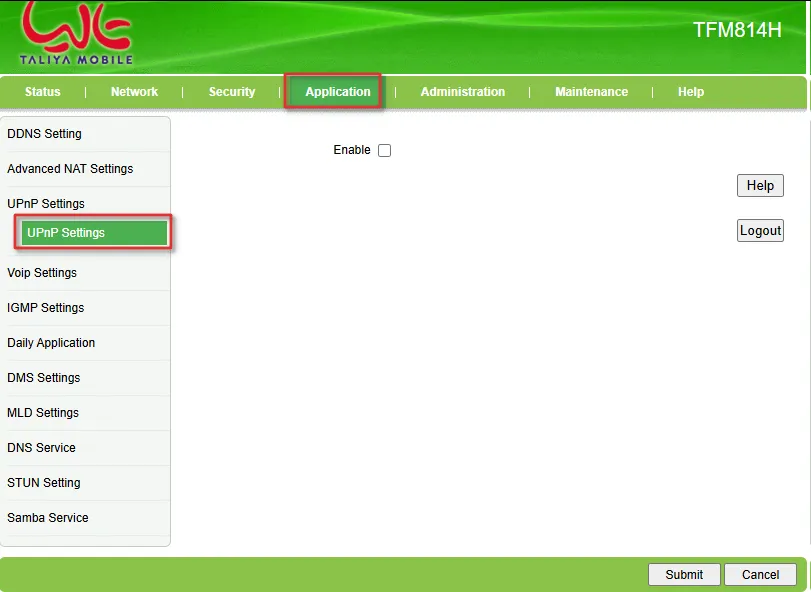 تاليا
TALIYA MOBILE
TFM814H
Status | Network | Security | Application | Administration | Maintenance | Help
DDNS Setting
Advanced NAT Settings
UPnP Settings
UPnP Settings
Voip Settings
IGMP Settings
Daily Application
DMS Settings
MLD Settings
DNS Service
STUN Setting
Samba Service
Enable
Help
Logout
Submit Cancel